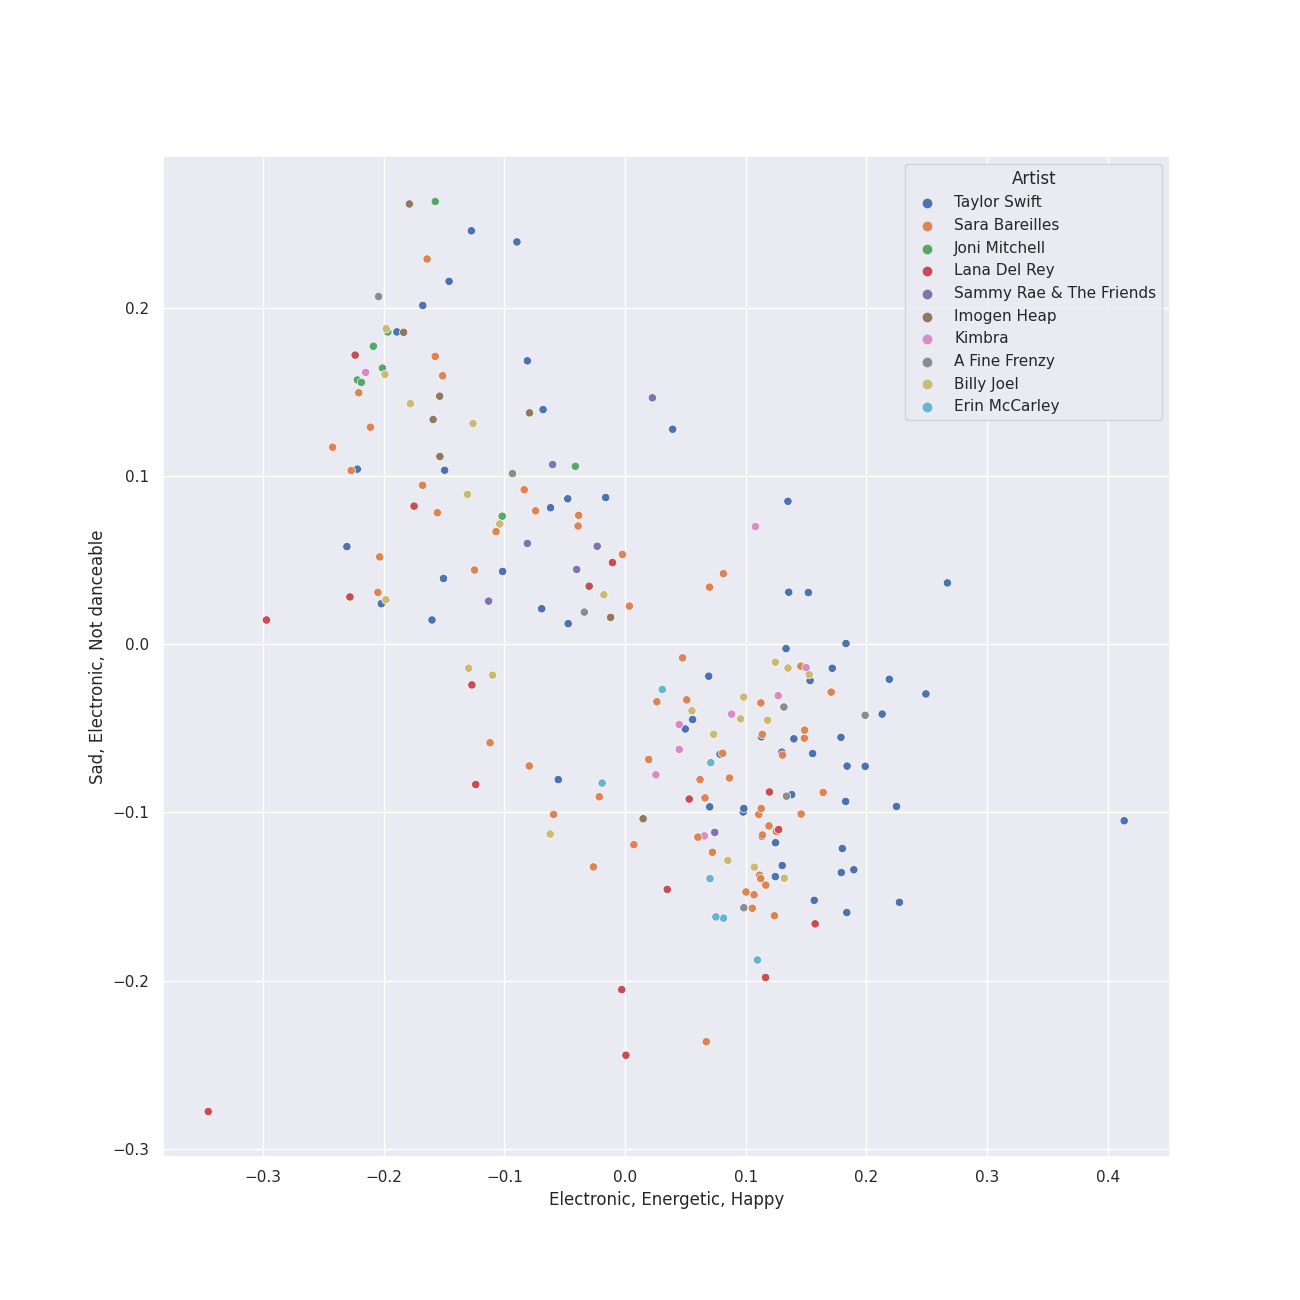 Artist
Taylor Swift
Sara Bareilles
Joni Mitchell
Lana Del Rey
Sammy Rae & The Friends
Imogen Heap
Kimbra
A Fine Frenzy
Billy Joel
Erin McCarley
0.2
0.1
0.0
−0.1
−0.2
−0.3
Sad, Electronic, Not danceable
−0.3 −0.2 −0.1 0.0 0.1 0.2 0.3 0.4
Electronic, Energetic, Happy